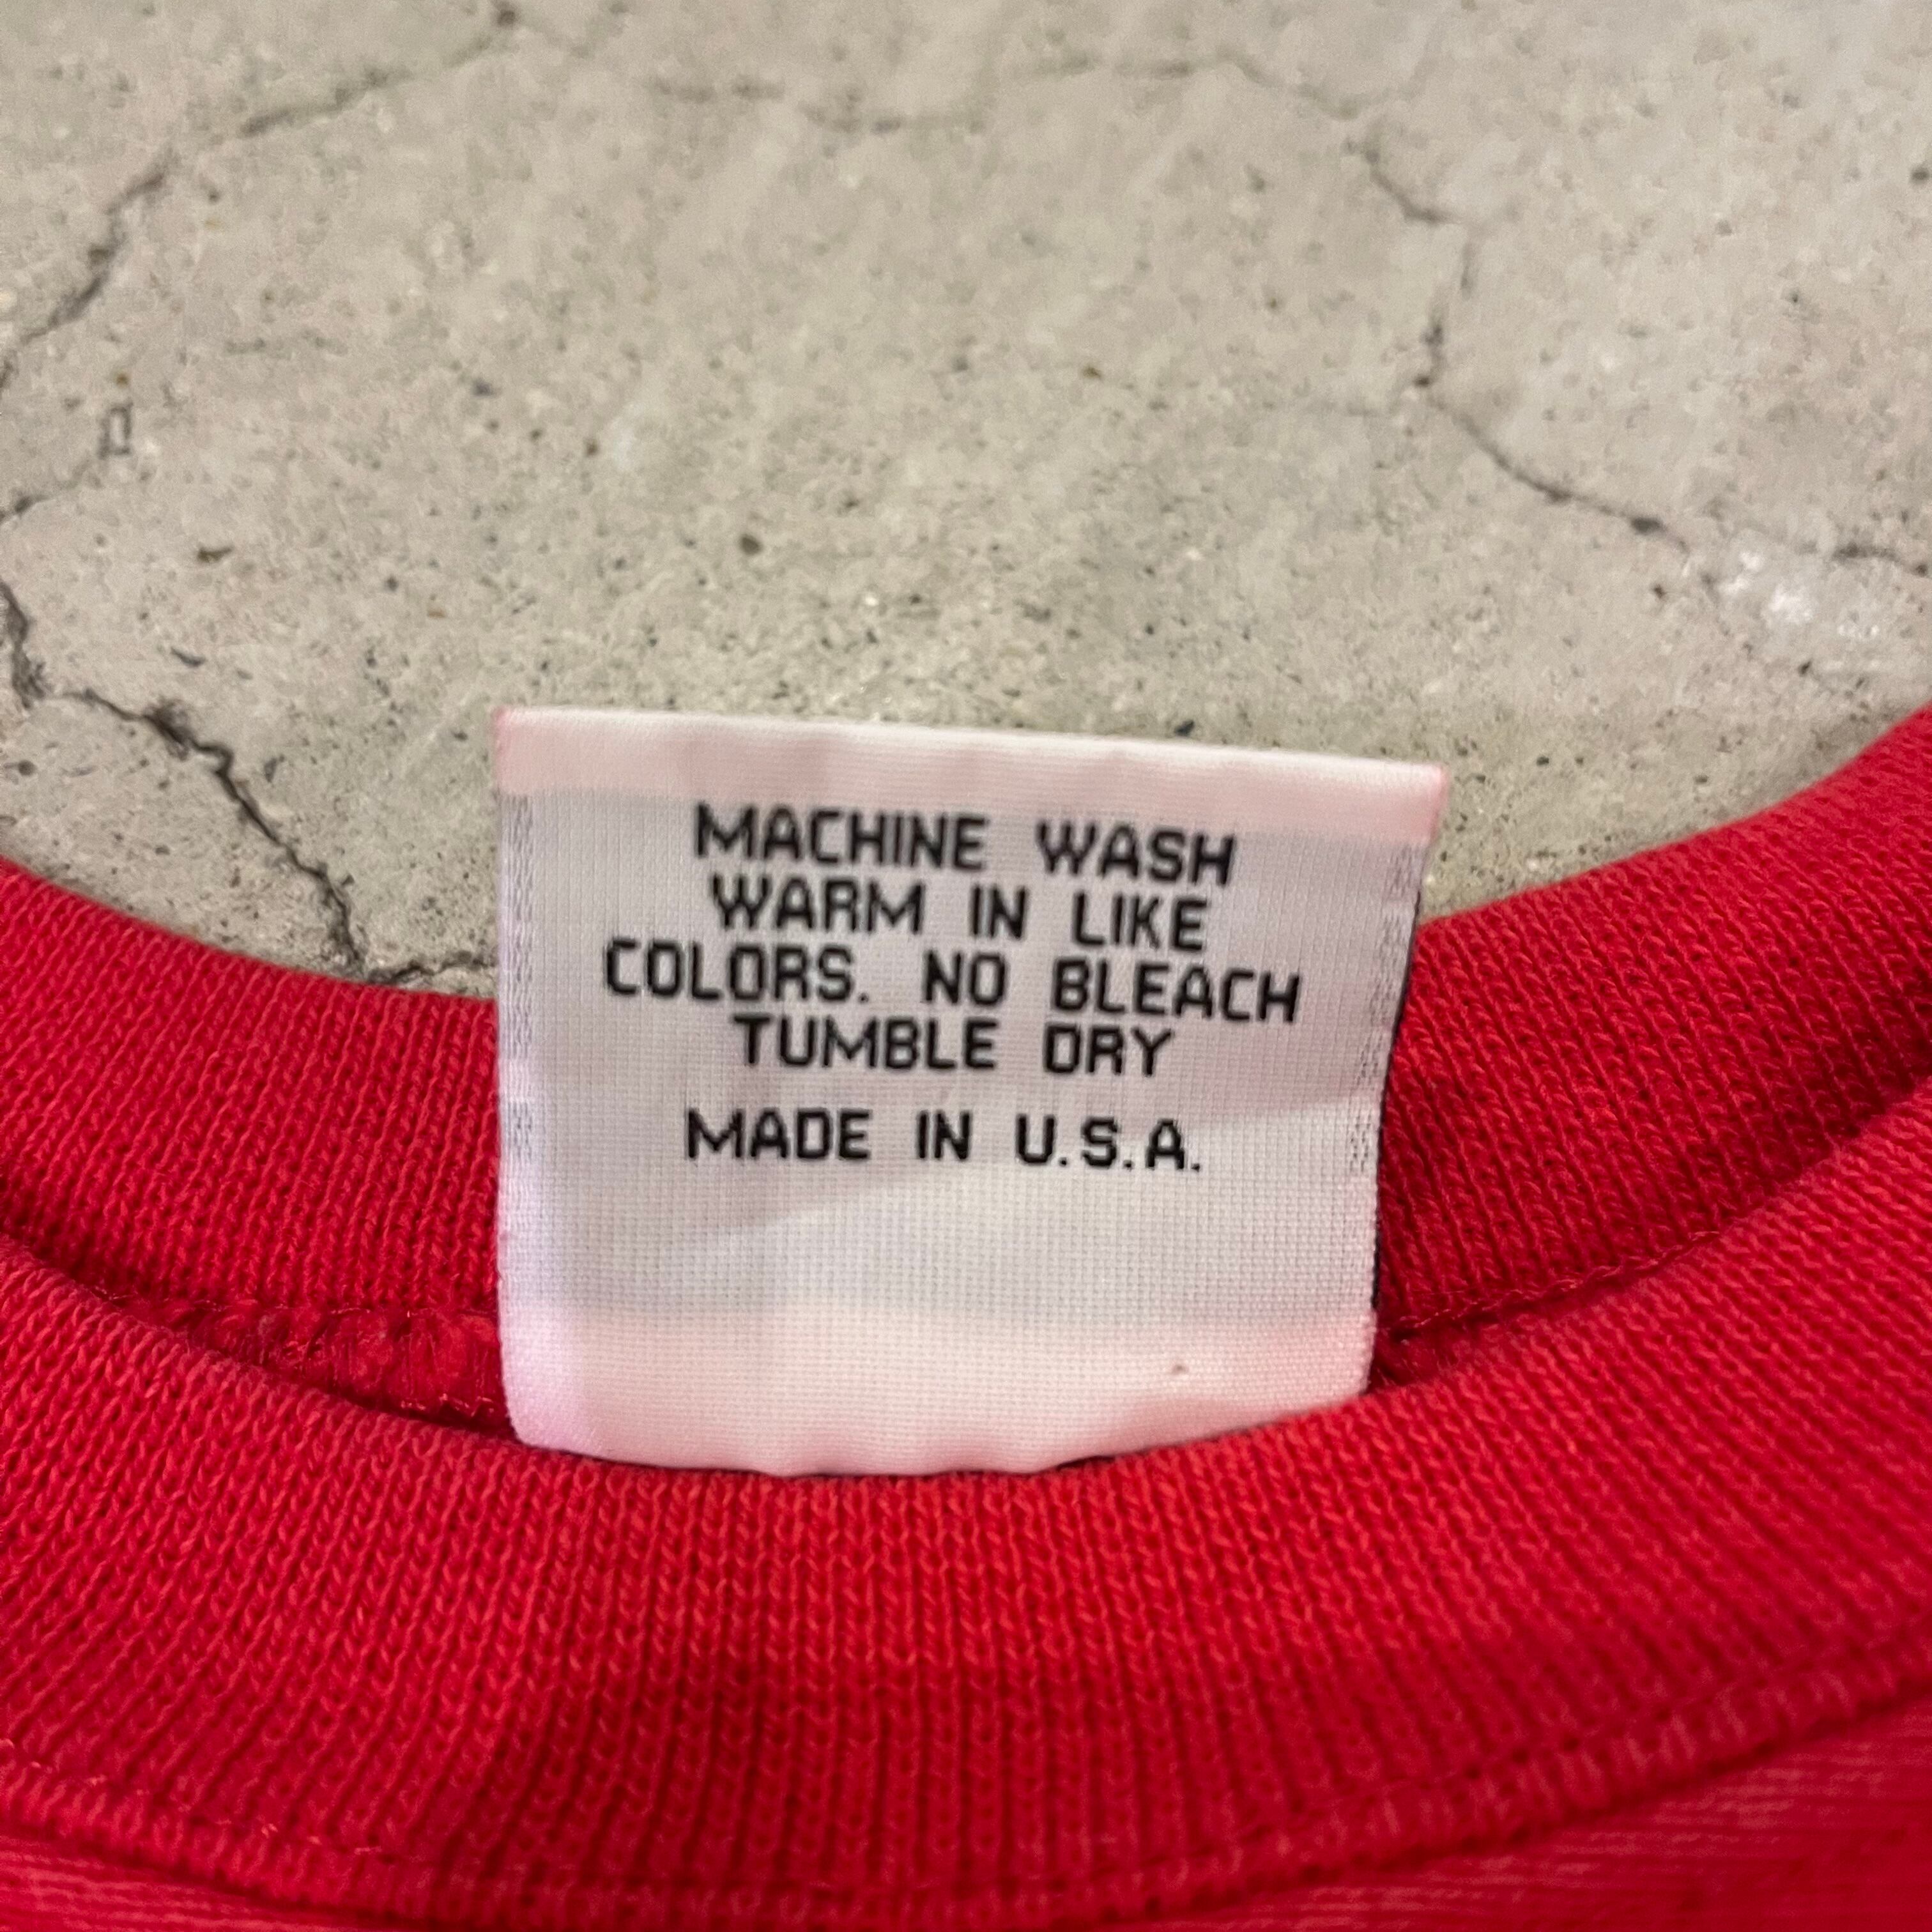 MACHINE WASH
WARM IN LIKE
COLORS. NO BLEACH
TUMBLE DRY
MADE IN U.S.A.